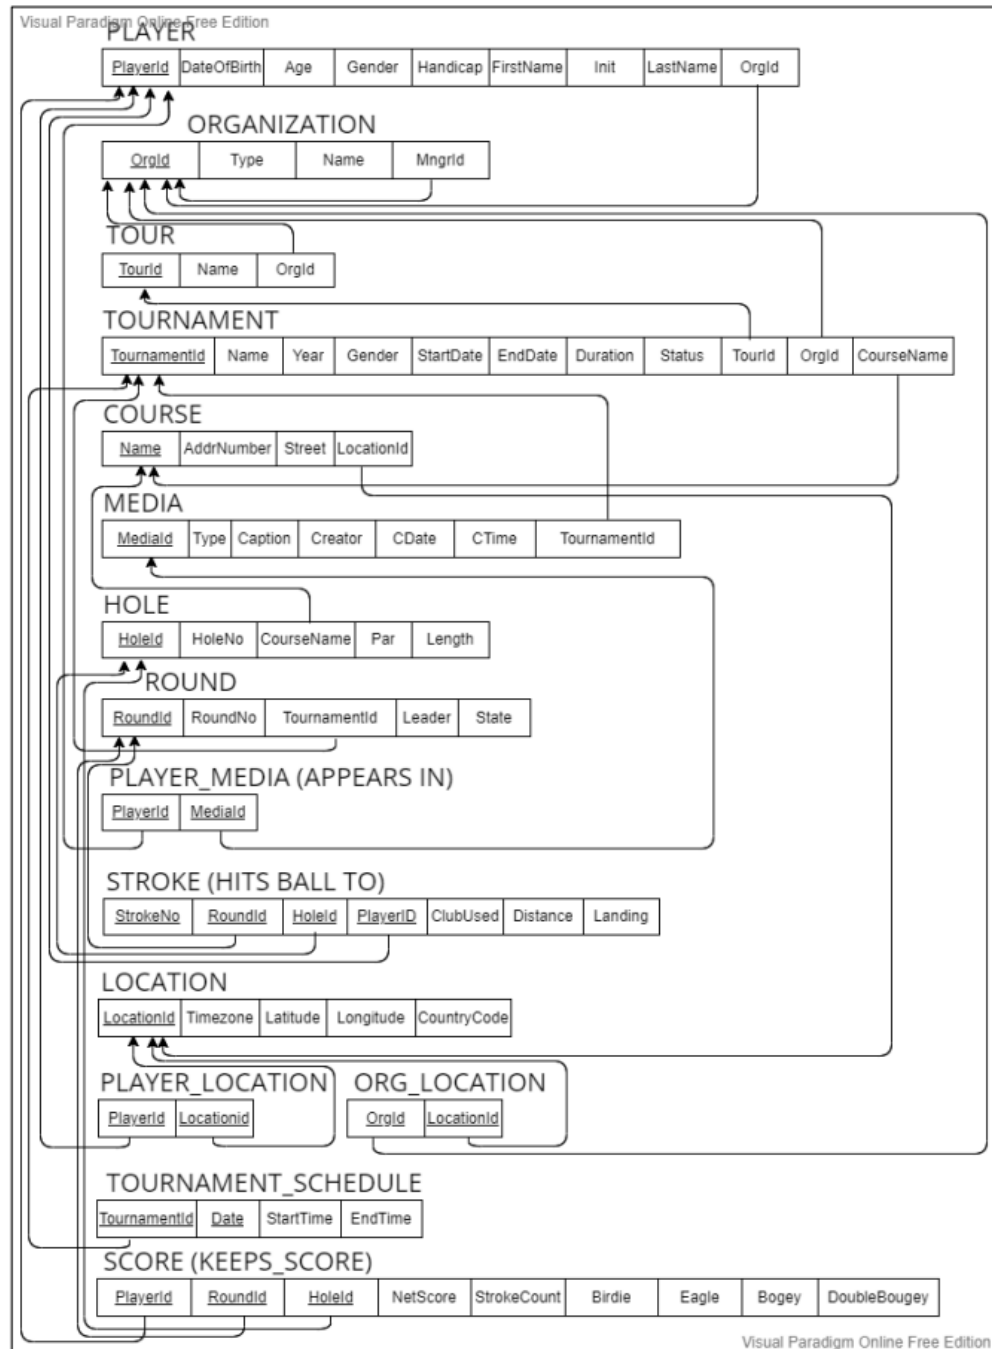 Visual Paradigm Online Free Edition
PLAYER
PlayerId DateOfBirth Age Gender Handicap FirstName Init LastName OrgId
ORGANIZATION
OrgId Type Name MngrId
TOUR
TourId Name OrgId
TOURNAMENT
TournamentId Name Year Gender StartDate EndDate Duration Status TourId OrgId CourseName
COURSE
Name AddrNumber Street LocationId
MEDIA
MediaId Type Caption Creator CDate CTime TournamentId
HOLE
HoleId HoleNo CourseName Par Length
ROUND
RoundId RoundNo TournamentId Leader State
PLAYER_MEDIA (APPEARS IN)
PlayerId MediaId
STROKE (HITS BALL TO)
StrokeNo RoundId HoleId PlayerID ClubUsed Distance Landing
LOCATION
LocationId Timezone Latitude Longitude CountryCode
PLAYER_LOCATION ORG_LOCATION
PlayerId Locationid OrgId LocationId
TOURNAMENT_SCHEDULE
TournamentId Date StartTime EndTime
SCORE (KEEPS_SCORE)
PlayerId RoundId HoleId NetScore StrokeCount Birdie Eagle Bogey DoubleBougey
Visual Paradigm Online Free Edition